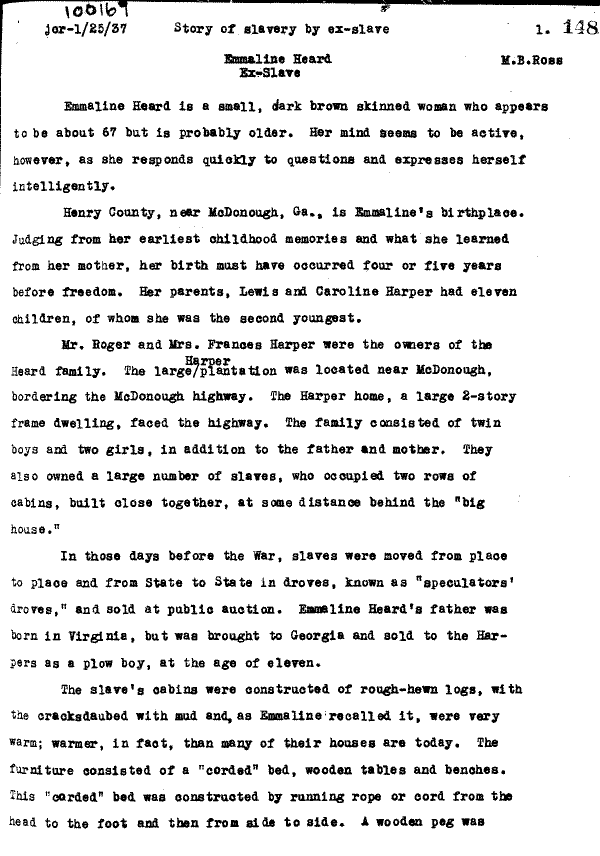 100169
jor-1/25/37 Story of slavery by ex-slave 1. 148
Emmaline Heard M.B.Ross
Ex-Slave
Emmaline Heard is a small, dark brown skinned woman who appears
to be about 67 but is probably older. Her mind seems to be active,
however, as she responds quickly to questions and expresses herself
intelligently.
Henry County, near McDonough, Ga., is Emmaline's birthplace.
Judging from her earliest childhood memories and what she learned
from her mother, her birth must have occurred four or five years
before freedom. Her parents, Lewis and Caroline Harper had eleven
children, of whom she was the second youngest.
Mr. Roger and Mrs. Frances Harper were the owners of the
Harper
Heard family. The large/plantation was located near McDonough,
bordering the McDonough highway. The Harper home, a large 2-story
frame dwelling, faced the highway. The family consisted of twin
boys and two girls, in addition to the father and mother. They
also owned a large number of slaves, who occupied two rows of
cabins, built close together, at some distance behind the "big
house."
In those days before the War, slaves were moved from place
to place and from State to State in droves, known as "speculators'
droves," and sold at public auction. Emmaline Heard's father was
born in Virginia, but was brought to Georgia and sold to the Har-
pers as a plow boy, at the age of eleven.
The slave's cabins were constructed of rough-hewn logs, with
the cracksdaubed with mud and, as Emmaline recalled it, were very
warm; warmer, in fact, than many of their houses are today. The
furniture consisted of a "corded" bed, wooden tables and benches.
This "corded" bed was constructed by running rope or cord from the
head to the foot and then from side to side. A wooden peg was